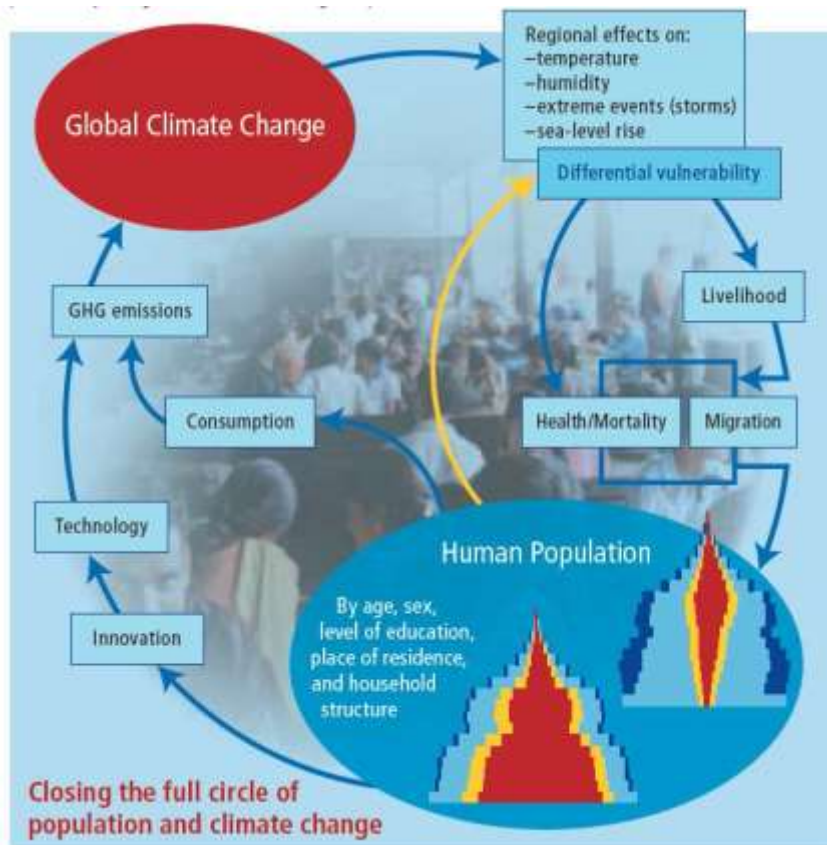 Global Climate Change
Regional effects on:
–temperature
–humidity
–extreme events (storms)
–sea-level rise
Differential vulnerability
GHG emissions
Livelihood
Consumption
Health/Mortality
Migration
Technology
Innovation
Human Population
By age, sex,
level of education,
place of residence,
and household
structure
Closing the full circle of
population and climate change